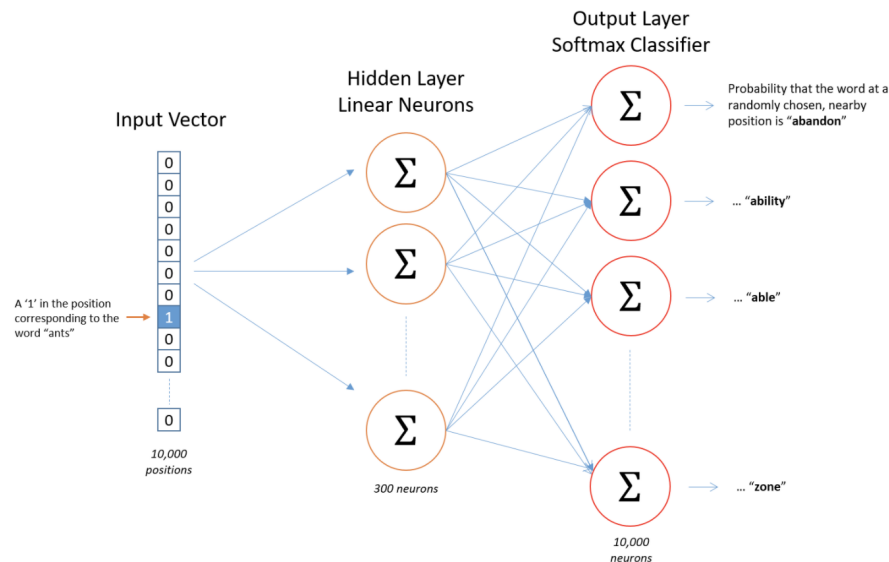 Output Layer
Softmax Classifier
Hidden Layer
Linear Neurons
Input Vector
0
0
0
0
0
0
0
1
0
0
0
A ‘1’ in the position
corresponding to the
word “ants”
10,000
positions
Σ
Σ
Σ
300 neurons
Σ
Σ
Σ
Σ
10,000
neurons
Probability that the word at a
randomly chosen, nearby
position is “abandon”
... “ability”
... “able”
... “zone”